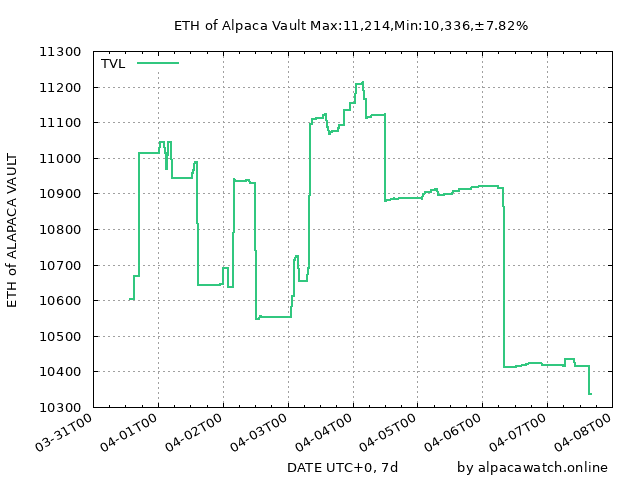 ETH of Alpaca Vault Max:11,214,Min:10,336,±7.82%
TVL
ETH of ALAPACA VAULT
11300
11200
11100
11000
10900
10800
10700
10600
10500
10400
10300
03-31T00
04-01T00
04-02T00
04-03T00
04-04T00
04-05T00
04-06T00
04-07T00
04-08T00
DATE UTC+0, 7d
by alpacawatch.online